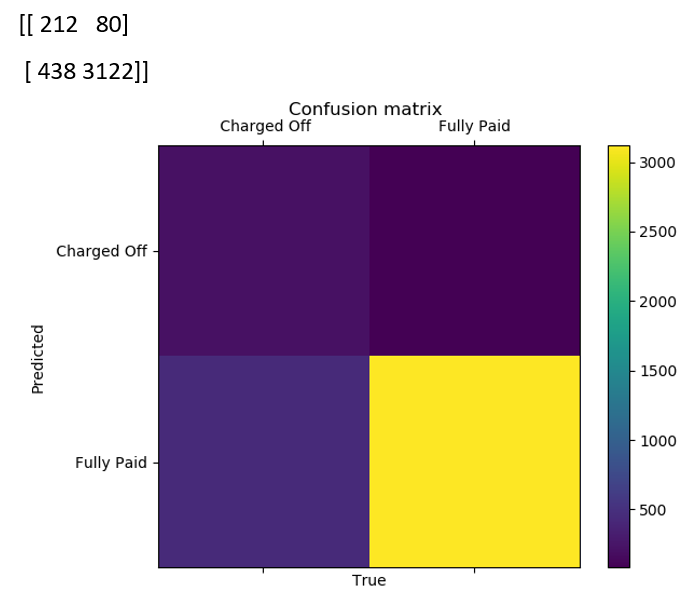 [[ 212 80]
[ 438 3122]]
Confusion matrix
Charged Off Fully Paid
3000
2500
Charged Off
2000
Predicted
1500
1000
Fully Paid
500
True